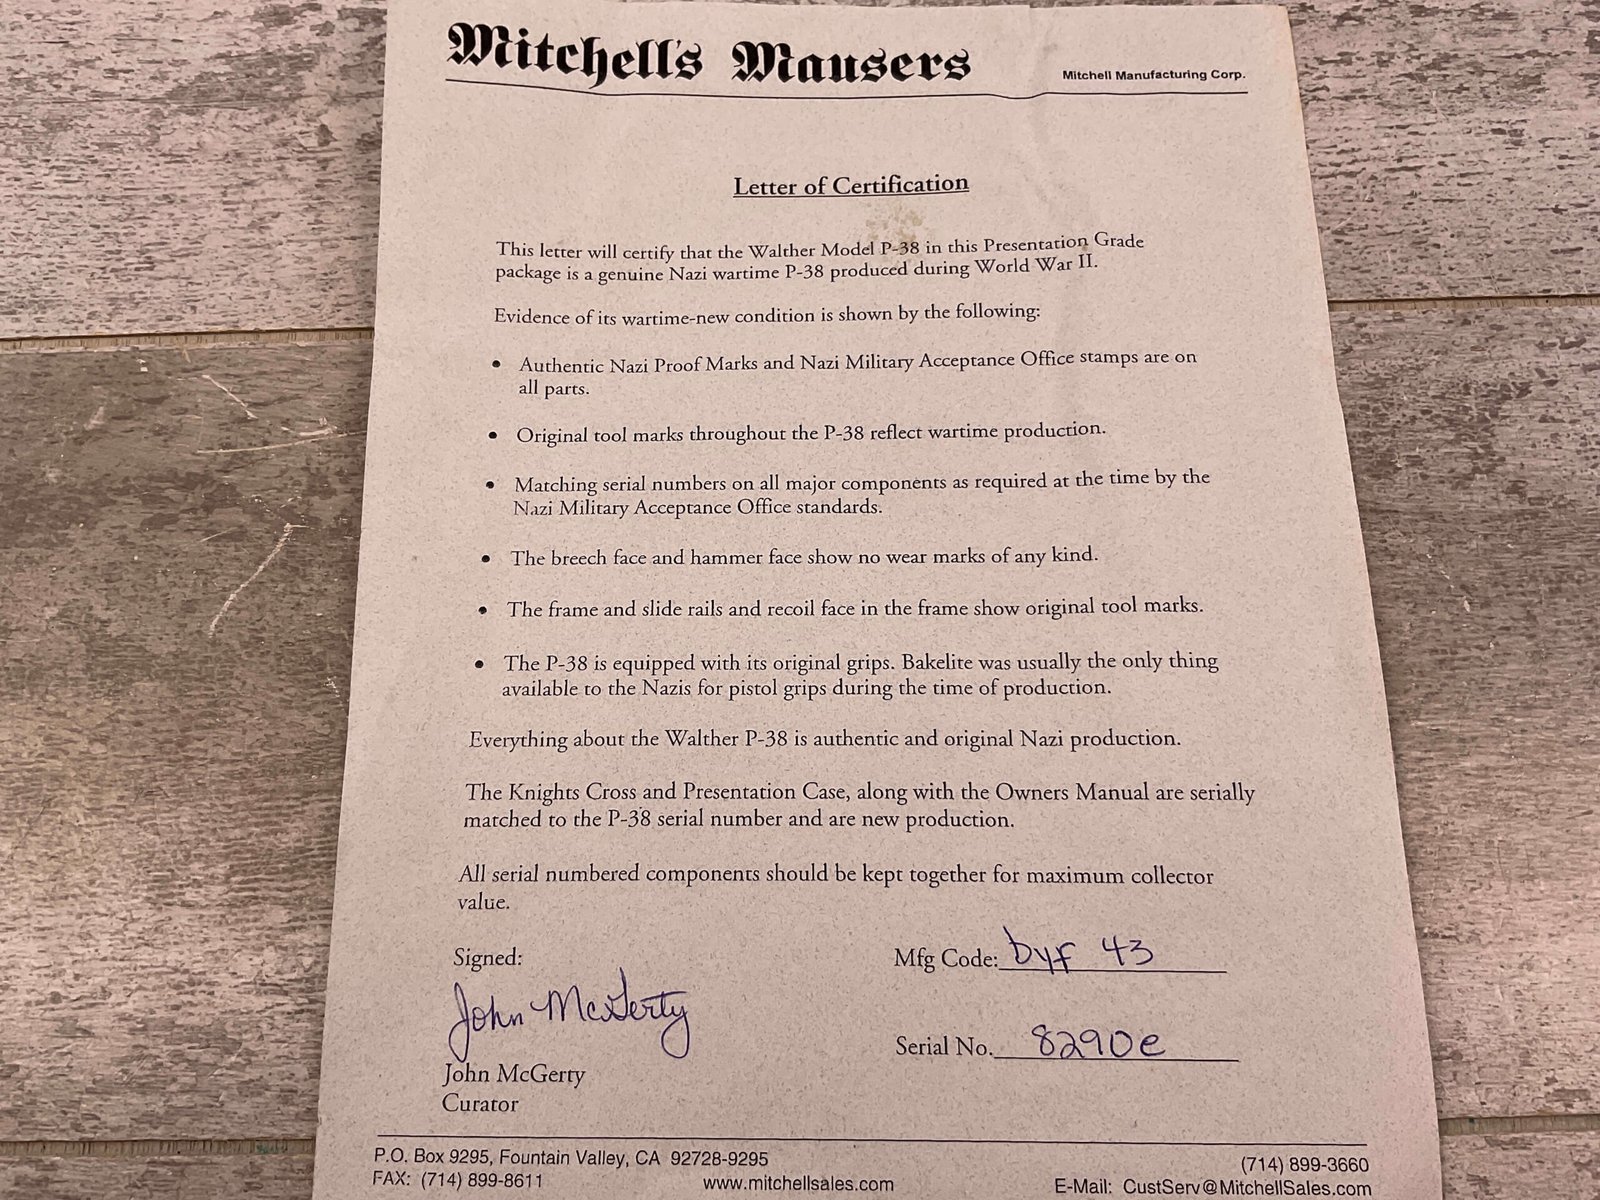 Mitchell's Mausers
Mitchell Manufacturing Corp.
Letter of Certification
This letter will certify that the Walther Model P-38 in this Presentation Grade
package is a genuine Nazi wartime P-38 produced during World War II.
Evidence of its wartime-new condition is shown by the following:
• Authentic Nazi Proof Marks and Nazi Military Acceptance Office stamps are on
all parts.
• Original tool marks throughout the P-38 reflect wartime production.
• Matching serial numbers on all major components as required at the time by the
Nazi Military Acceptance Office standards.
• The breech face and hammer face show no wear marks of any kind.
• The frame and slide rails and recoil face in the frame show original tool marks.
• The P-38 is equipped with its original grips. Bakelite was usually the only thing
available to the Nazis for pistol grips during the time of production.
Everything about the Walther P-38 is authentic and original Nazi production.
The Knights Cross and Presentation Case, along with the Owners Manual are serially
matched to the P-38 serial number and are new production.
All serial numbered components should be kept together for maximum collector
value.
Signed:
Mfg Code: byf 43
John McGerty
Serial No. 8290e
John McGerty
Curator
P.O. Box 9295, Fountain Valley, CA 92728-9295
(714) 899-3660
FAX: (714) 899-8611
www.mitchellsales.com
E-Mail: CustServ@MitchellSales.com